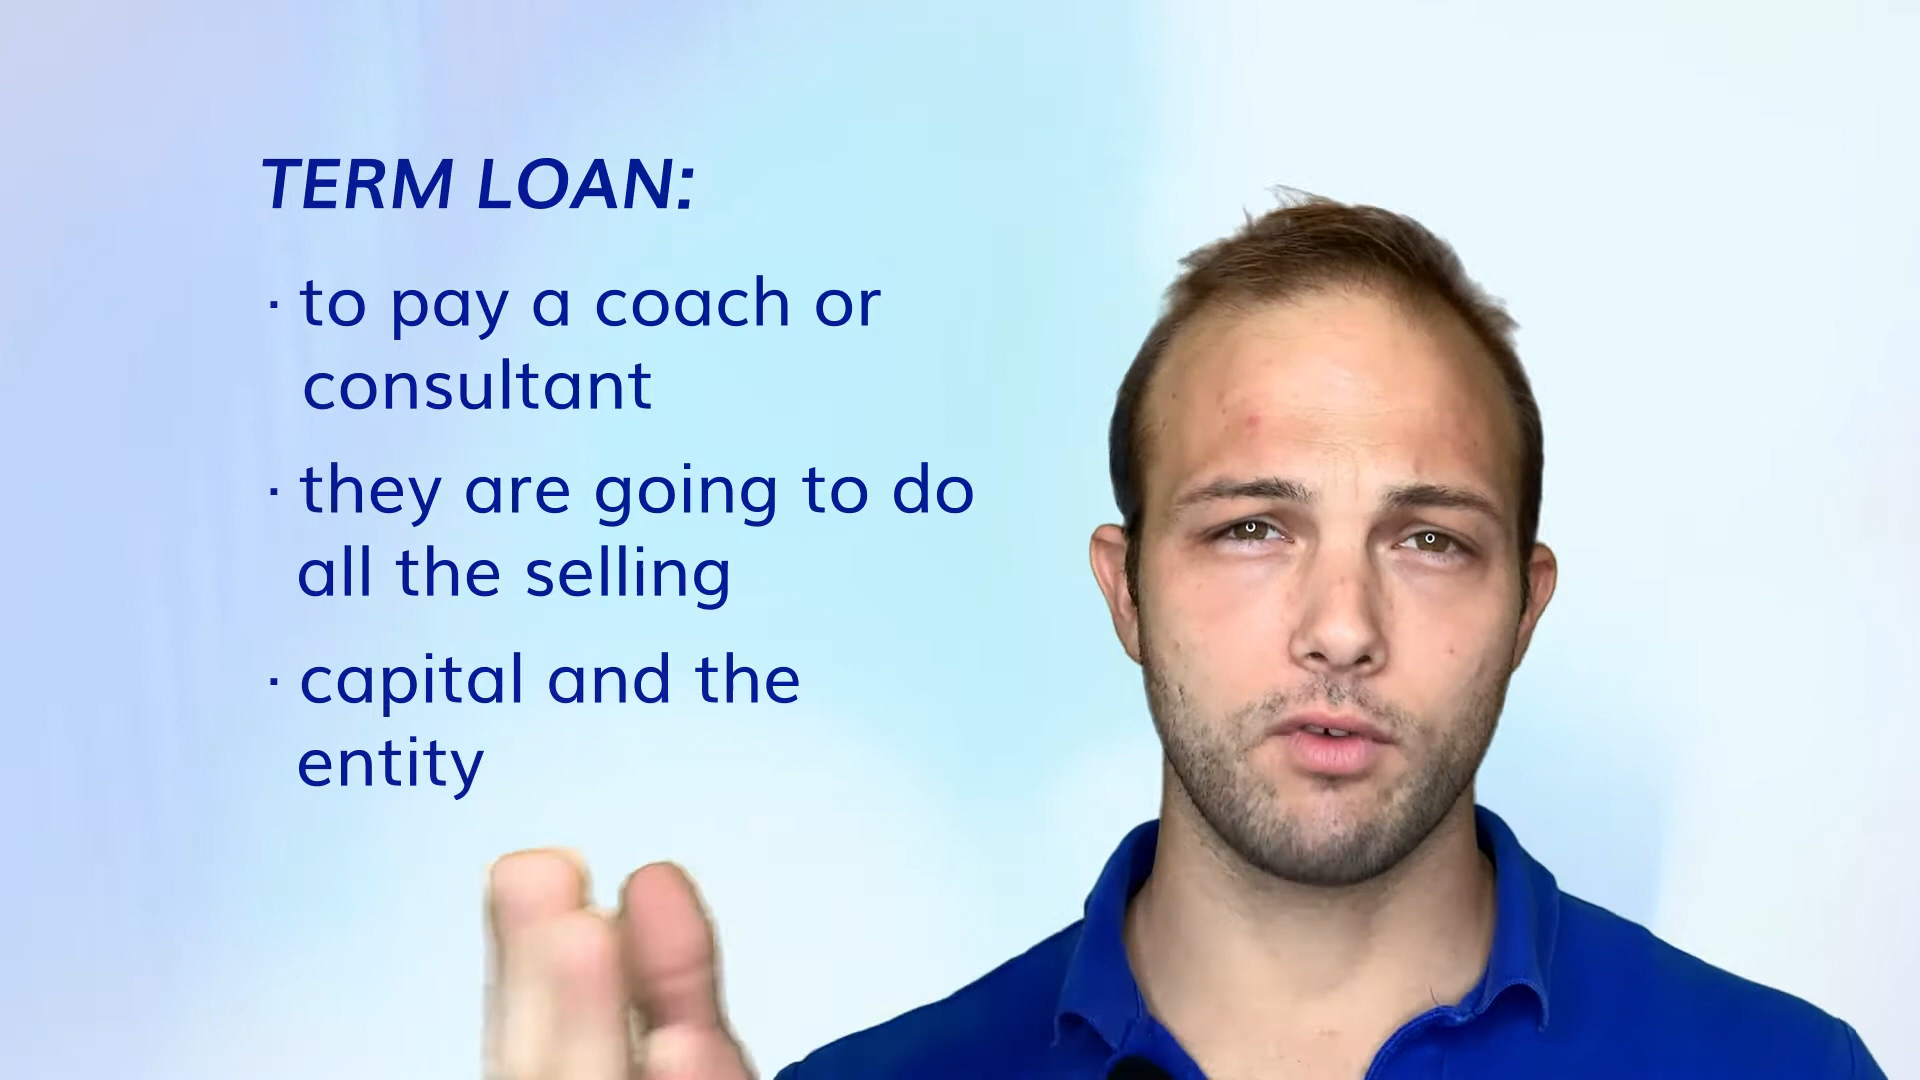 TERM LOAN:
· to pay a coach or
consultant
· they are going to do
all the selling
· capital and the
entity